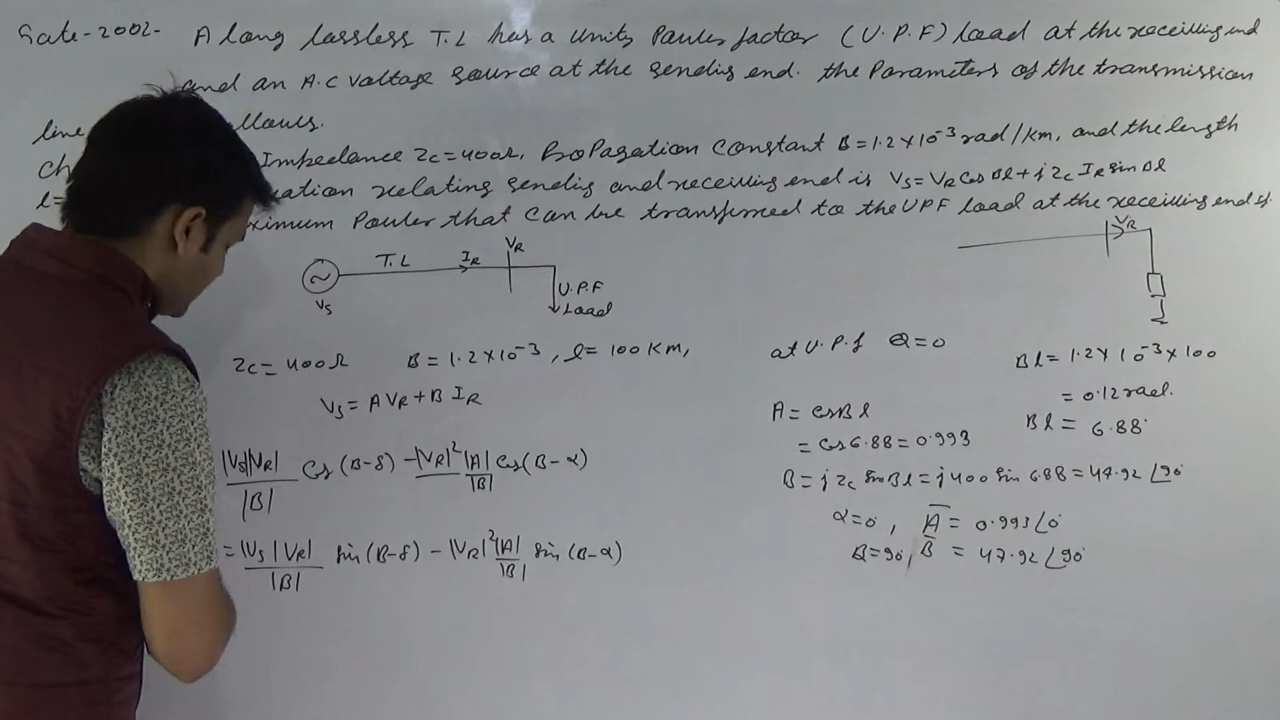 Gate-2002- A long lossless T.L has a unity Power factor (U.P.F) load at the receiving end
and an A.C voltage source at the sending end. the Parameters of the transmission
line
Impedance Zc=400Ω, ProPagation Constant B=1.2×10⁻³ rad/km, and the length
l= relating sending and receiving end is Vs=VR Cos Bl + j Zc IR Sin Bl
Power that can be transferred to the UPF load at the receiving end
T.L IR VR
Vs
U.P.F
Load
VR
Zc=400Ω B=1.2×10⁻³, l=100 KM,
Vs = A VR + B IR
|Vs||VR|/|B| Cos(B-δ) - |VR|²|A|/|B| Cos(B-α)
= |Vs||VR|/|B| Sin(B-δ) - |VR|²|A|/|B| Sin(B-α)
at U.P.f Q=0
Bl = 1.2×10⁻³×100
= 0.12 rad.
Bl = 6.88°
A = CosBl
= Cos 6.88 = 0.993
B = j Zc SinBl = j400 Sin 6.88 = 47.92 ∠90°
α=0°, A = 0.993∠0°
B=90°, B = 47.92 ∠90°